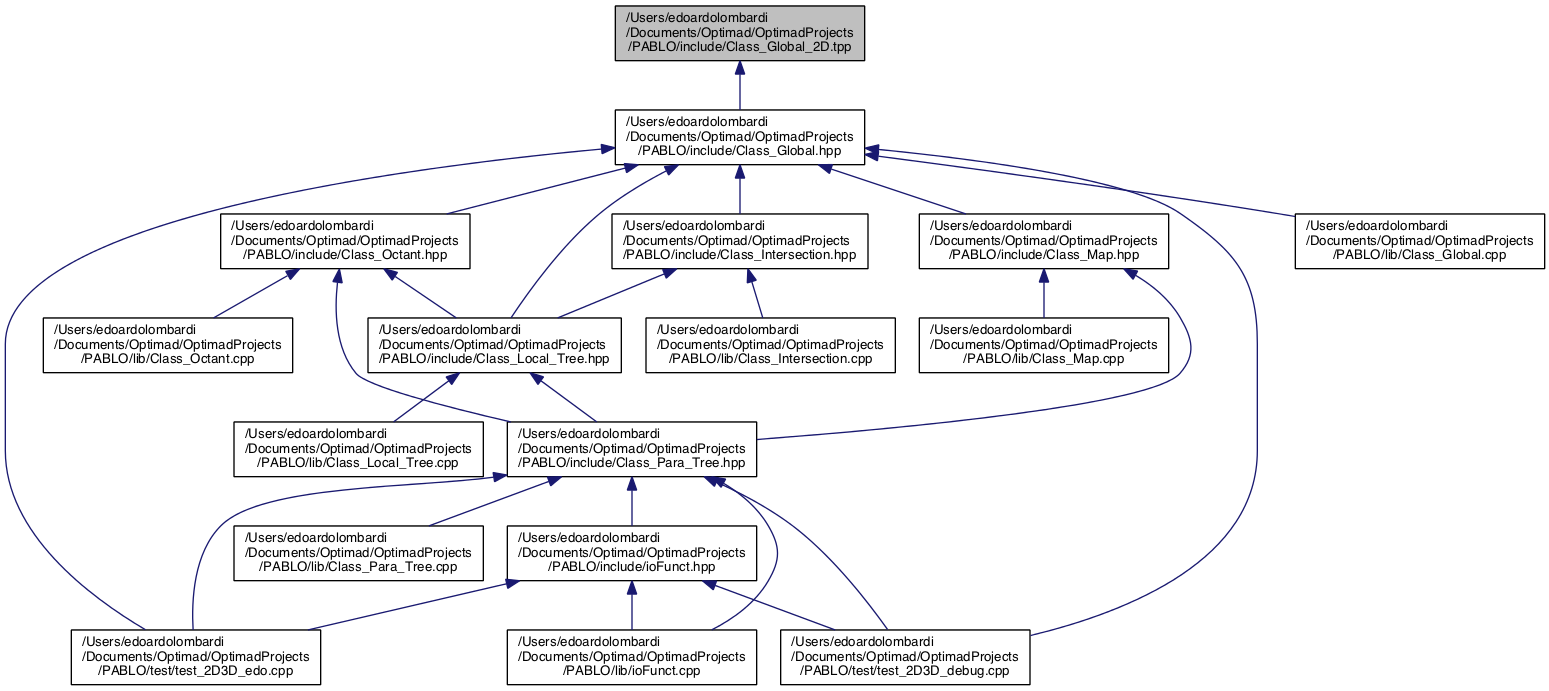 /Users/edoardolombardi
/Documents/Optimad/OptimadProjects
/PABLO/include/Class_Global_2D.tpp
/Users/edoardolombardi
/Documents/Optimad/OptimadProjects
/PABLO/include/Class_Global.hpp
/Users/edoardolombardi
/Documents/Optimad/OptimadProjects
/PABLO/include/Class_Octant.hpp
/Users/edoardolombardi
/Documents/Optimad/OptimadProjects
/PABLO/include/Class_Intersection.hpp
/Users/edoardolombardi
/Documents/Optimad/OptimadProjects
/PABLO/include/Class_Map.hpp
/Users/edoardolombardi
/Documents/Optimad/OptimadProjects
/PABLO/lib/Class_Global.cpp
/Users/edoardolombardi
/Documents/Optimad/OptimadProjects
/PABLO/lib/Class_Octant.cpp
/Users/edoardolombardi
/Documents/Optimad/OptimadProjects
/PABLO/include/Class_Local_Tree.hpp
/Users/edoardolombardi
/Documents/Optimad/OptimadProjects
/PABLO/lib/Class_Intersection.cpp
/Users/edoardolombardi
/Documents/Optimad/OptimadProjects
/PABLO/lib/Class_Map.cpp
/Users/edoardolombardi
/Documents/Optimad/OptimadProjects
/PABLO/lib/Class_Local_Tree.cpp
/Users/edoardolombardi
/Documents/Optimad/OptimadProjects
/PABLO/include/Class_Para_Tree.hpp
/Users/edoardolombardi
/Documents/Optimad/OptimadProjects
/PABLO/lib/Class_Para_Tree.cpp
/Users/edoardolombardi
/Documents/Optimad/OptimadProjects
/PABLO/include/ioFunct.hpp
/Users/edoardolombardi
/Documents/Optimad/OptimadProjects
/PABLO/test/test_2D3D_edo.cpp
/Users/edoardolombardi
/Documents/Optimad/OptimadProjects
/PABLO/lib/ioFunct.cpp
/Users/edoardolombardi
/Documents/Optimad/OptimadProjects
/PABLO/test/test_2D3D_debug.cpp